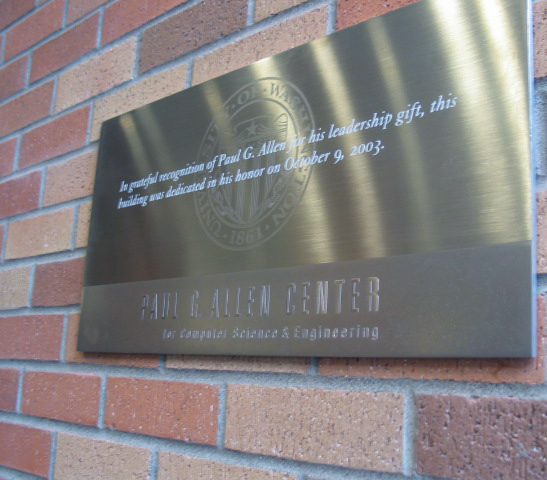 In grateful recognition of Paul G. Allen for his leadership gift, this
building was dedicated in his honor on October 9, 2003.
1861
PAUL G. ALLEN CENTER
for Computer Science & Engineering